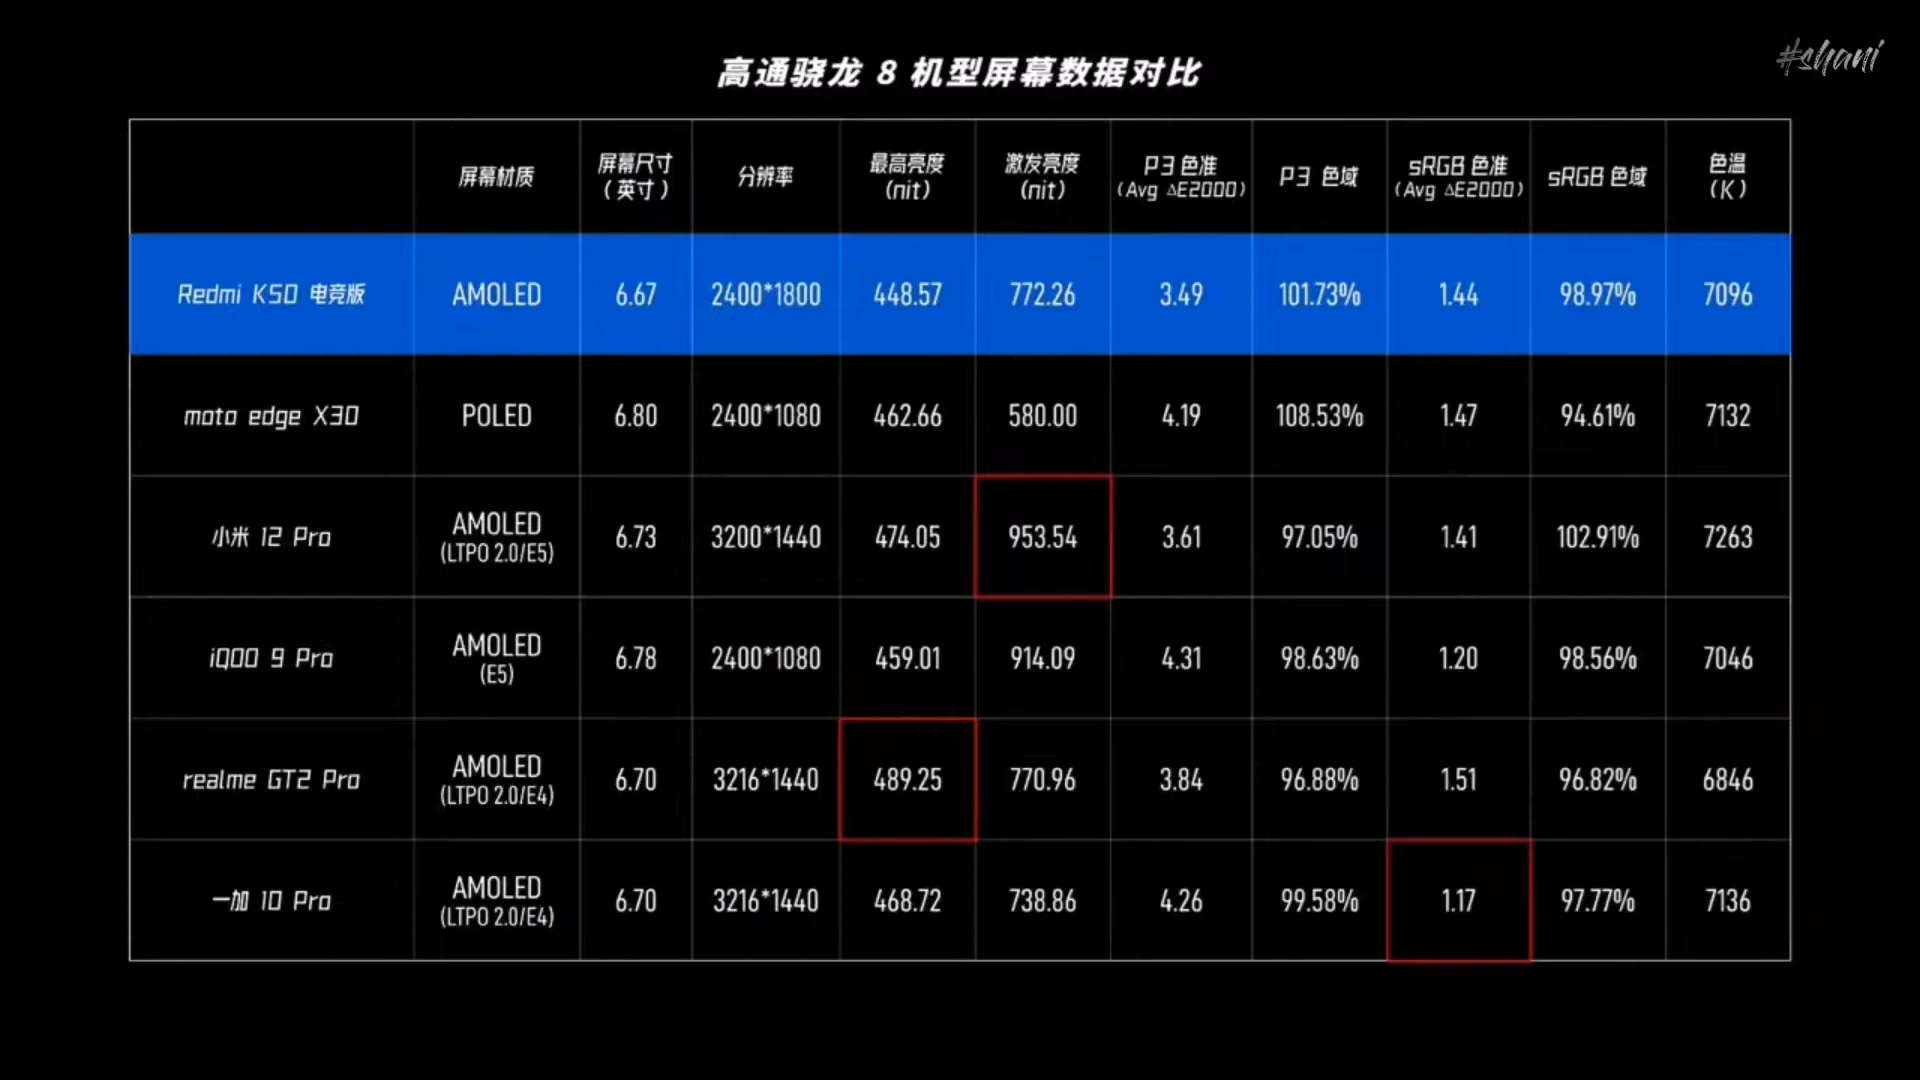 #shani
高通骁龙 8 机型屏幕数据对比
屏幕材质 屏幕尺寸（英寸） 分辨率 最高亮度 (nit) 激发亮度 (nit) P3 色准 (Avg ΔE2000) P3 色域 sRGB 色准 (Avg ΔE2000) sRGB 色域 色温 (K)
Redmi K50 电竞版 AMOLED 6.67 2400*1800 448.57 772.26 3.49 101.73% 1.44 98.97% 7096
moto edge X30 POLED 6.80 2400*1080 462.66 580.00 4.19 108.53% 1.47 94.61% 7132
小米 12 Pro AMOLED (LTPO 2.0/E5) 6.73 3200*1440 474.05 953.54 3.61 97.05% 1.41 102.91% 7263
iQOO 9 Pro AMOLED (E5) 6.78 2400*1080 459.01 914.09 4.31 98.63% 1.20 98.56% 7046
realme GT2 Pro AMOLED (LTPO 2.0/E4) 6.70 3216*1440 489.25 770.96 3.84 96.88% 1.51 96.82% 6846
一加 10 Pro AMOLED (LTPO 2.0/E4) 6.70 3216*1440 468.72 738.86 4.26 99.58% 1.17 97.77% 7136